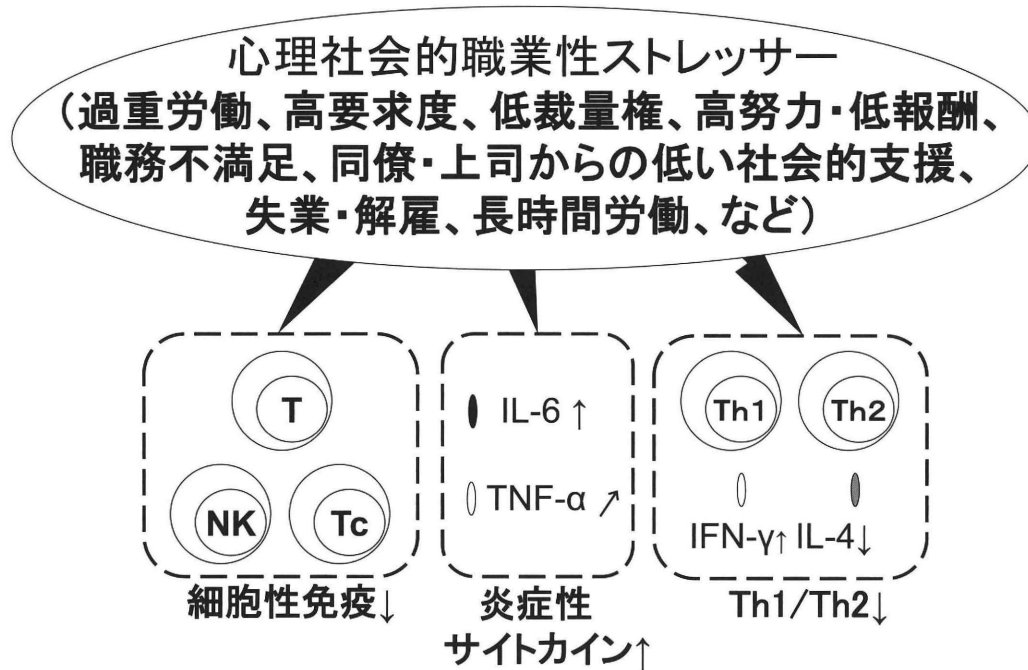 心理社会的職業性ストレッサー
(過重労働、高要求度、低裁量権、高努力・低報酬、
職務不満足、同僚・上司からの低い社会的支援、
失業・解雇、長時間労働、など)
T
NK
Tc
細胞性免疫↓
IL-6 ↑
TNF-α ↗
炎症性
サイトカイン↑
Th1
Th2
IFN-γ↑ IL-4↓
Th1/Th2↓